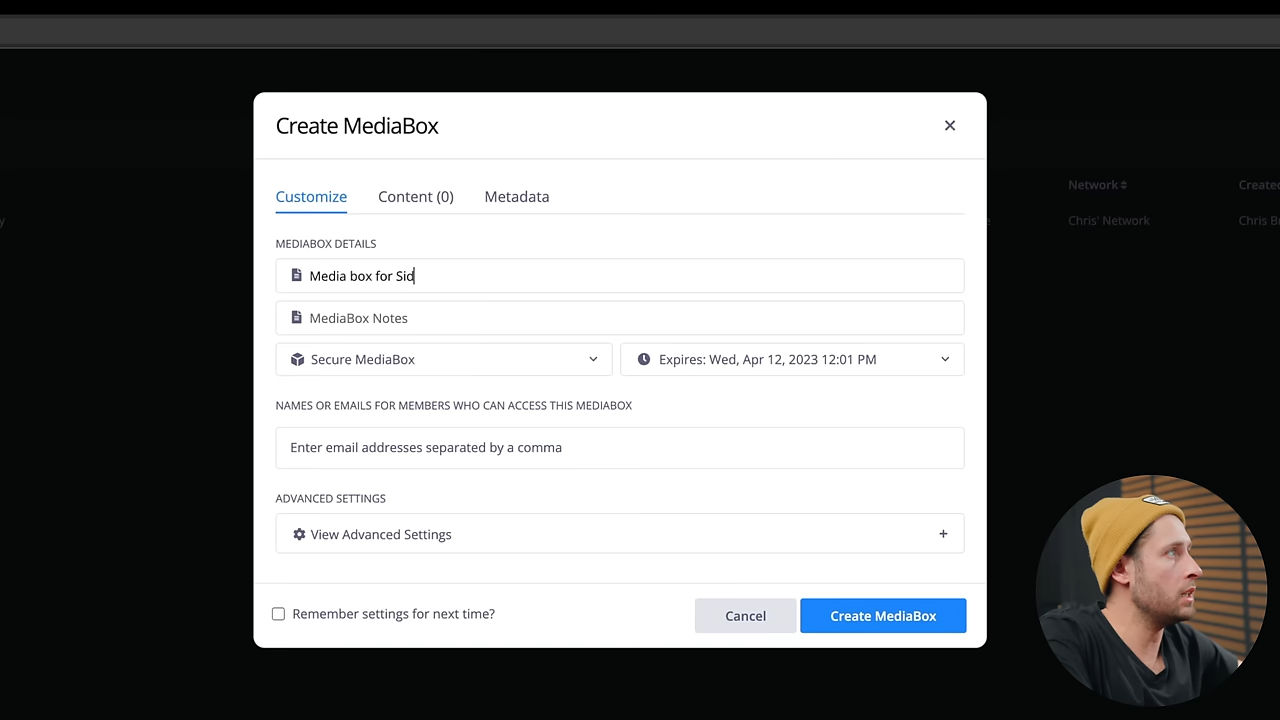 Create MediaBox
Customize
Content (0)
Metadata
Network
Created
y
Chris' Network
MEDIABOX DETAILS
Media box for Sid
MediaBox Notes
Secure MediaBox
Expires: Wed, Apr 12, 2023 12:01 PM
NAMES OR EMAILS FOR MEMBERS WHO CAN ACCESS THIS MEDIABOX
Enter email addresses separated by a comma
ADVANCED SETTINGS
View Advanced Settings
Remember settings for next time?
Cancel
Create MediaBox